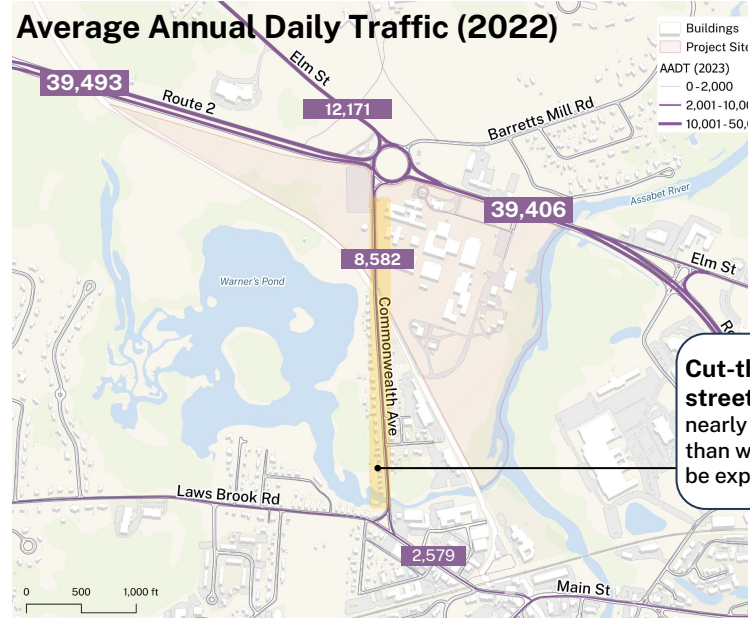 Average Annual Daily Traffic (2022)
Buildings
Project Site
AADT (2023)
0-2,000
2,001-10,00
10,001-50,0
Elm St
39,493
Route 2
12,171
Barretts Mill Rd
39,406
Assabet River
8,582
Elm St
Warner's Pond
Commonwealth Ave
Cut-th
street
nearly
than w
be exp
Laws Brook Rd
2,579
Main St
0 500 1,000 ft